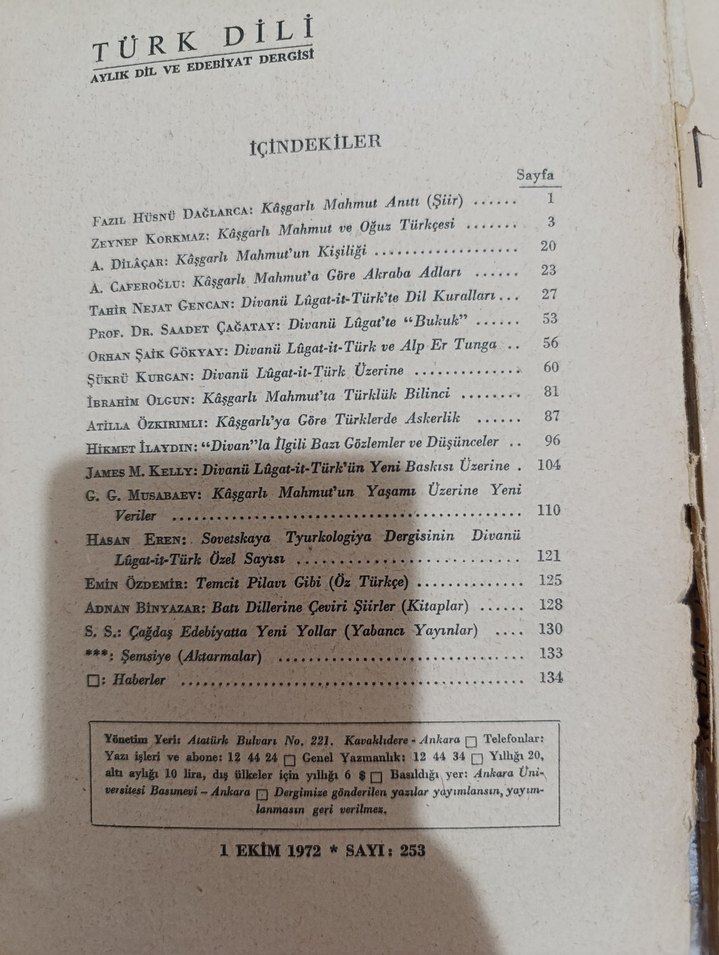 TÜRK DİLİ
AYLIK DİL VE EDEBİYAT DERGİSİ
İÇİNDEKİLER
Sayfa
FAZIL HÜSNÜ DAĞLARCA: Kâşgarlı Mahmut Anıtı (Şiir) ...... 1
ZEYNEP KORKMAZ: Kâşgarlı Mahmut ve Oğuz Türkçesi ....... 3
A. DİLÂÇAR: Kâşgarlı Mahmut'un Kişiliği .................. 20
A. CAFEROĞLU: Kâşgarlı Mahmut'a Göre Akraba Adları ...... 23
TAHİR NEJAT GENCAN: Divanü Lûgat-it-Türk'te Dil Kuralları ... 27
PROF. DR. SAADET ÇAĞATAY: Divanü Lûgat'te "Bukuk" ...... 53
ORHAN ŞAİK GÖKYAY: Divanü Lûgat-it-Türk ve Alp Er Tunga .. 56
ŞÜKRÜ KURGAN: Divanü Lûgat-it-Türk Üzerine .............. 60
İBRAHİM OLGUN: Kâşgarlı Mahmut'ta Türklük Bilinci ......... 81
ATİLLA ÖZKIRIMLI: Kâşgarlı'ya Göre Türklerde Askerlik ...... 87
HİKMET İLAYDIN: "Divan"la İlgili Bazı Gözlemler ve Düşünceler .. 96
JAMES M. KELLY: Divanü Lûgat-it-Türk'ün Yeni Baskısı Üzerine . 104
G. G. MUSABAEV: Kâşgarlı Mahmut'un Yaşamı Üzerine Yeni
Veriler ................................................ 110
HASAN EREN: Sovetskaya Tyurkologiya Dergisinin Divanü
Lûgat-it-Türk Özel Sayısı ............................... 121
EMİN ÖZDEMİR: Temcit Pilavı Gibi (Öz Türkçe) .............. 125
ADNAN BİNYAZAR: Batı Dillerine Çeviri Şiirler (Kitaplar) ...... 128
S. S.: Çağdaş Edebiyatta Yeni Yollar (Yabancı Yayınlar) .... 130
***: Şemsiye (Aktarmalar) .................................. 133
□: Haberler .............................................. 134
Yönetim Yeri: Atatürk Bulvarı No. 221. Kavaklıdere - Ankara □ Telefonlar:
Yazı işleri ve abone: 12 44 24 □ Genel Yazmanlık: 12 44 34 □ Yıllığı 20,
altı aylığı 10 lira, dış ülkeler için yıllığı 6 $ □ Basıldığı yer: Ankara Üni-
versitesi Basımevi – Ankara □ Dergimize gönderilen yazılar yayımlansın, yayım-
lanmasın geri verilmez.
1 EKİM 1972 * SAYI: 253